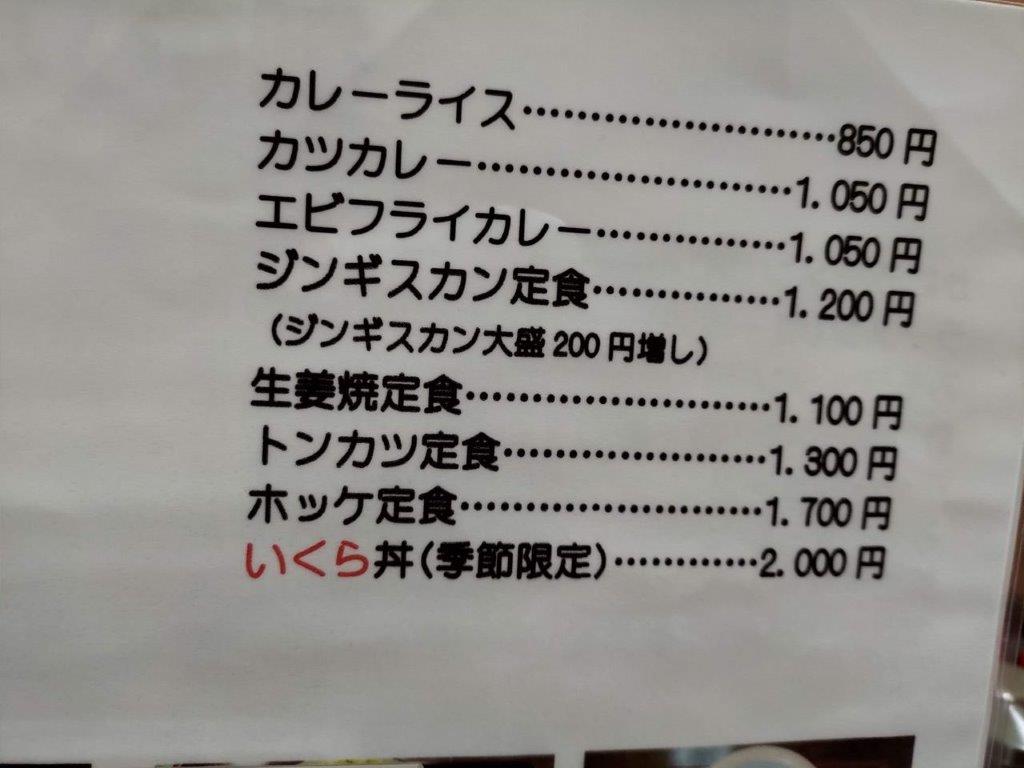 カレーライス……………………850円
カツカレー……………………1.050円
エビフライカレー……………1.050円
ジンギスカン定食……………1.200円
（ジンギスカン大盛200円増し）
生姜焼定食……………………1.100円
トンカツ定食…………………1.300円
ホッケ定食……………………1.700円
いくら丼（季節限定）…………2.000円